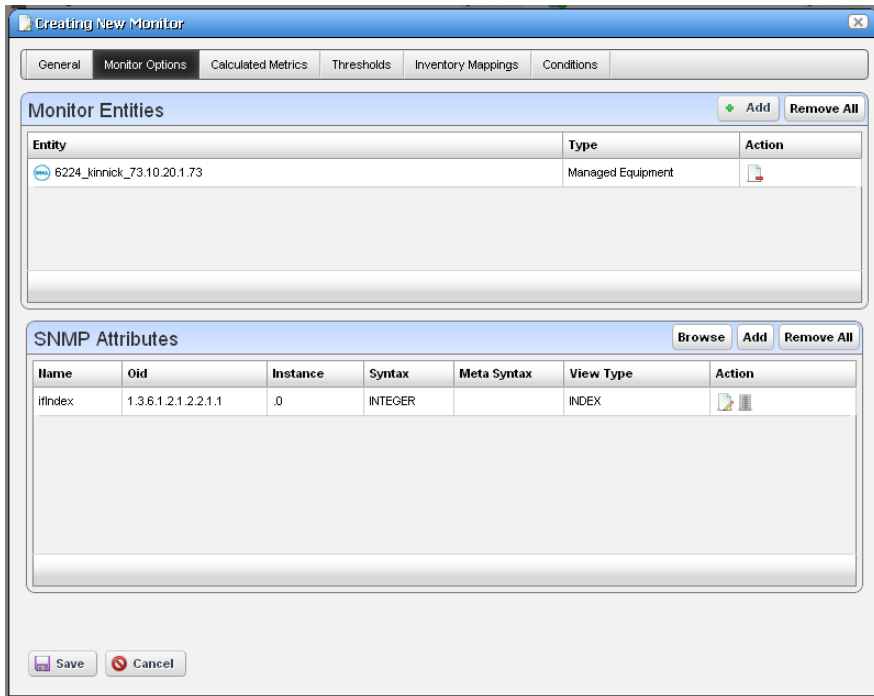 Creating New Monitor
General Monitor Options Calculated Metrics Thresholds Inventory Mappings Conditions
Monitor Entities Add Remove All
Entity Type Action
DELL 6224_kinnick_73.10.20.1.73 Managed Equipment
SNMP Attributes Browse Add Remove All
Name Oid Instance Syntax Meta Syntax View Type Action
ifIndex 1.3.6.1.2.1.2.2.1.1 .0 INTEGER INDEX
Save Cancel